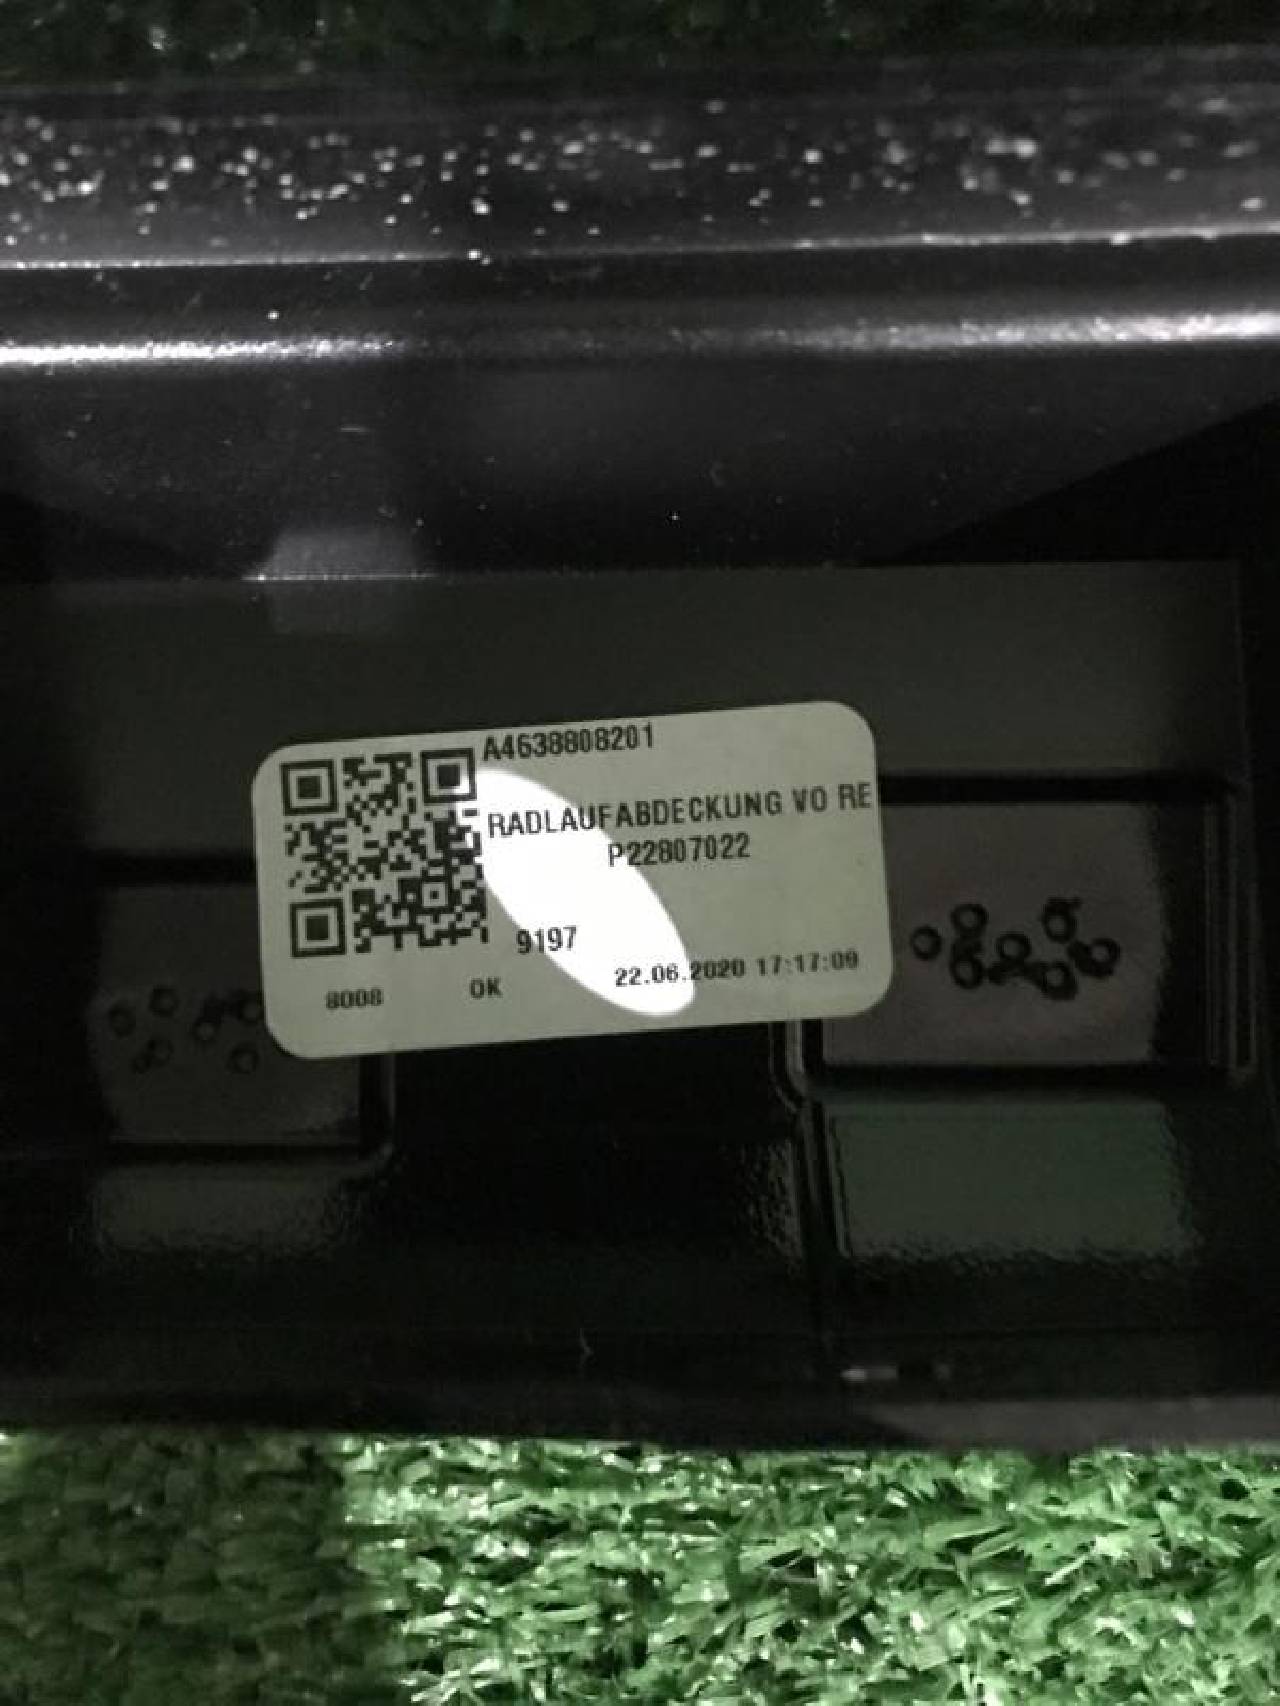 A4638808201
RADLAUFABDECKUNG VO RE
P22807022
9197
22.06.2020 17:17:09
8008 OK